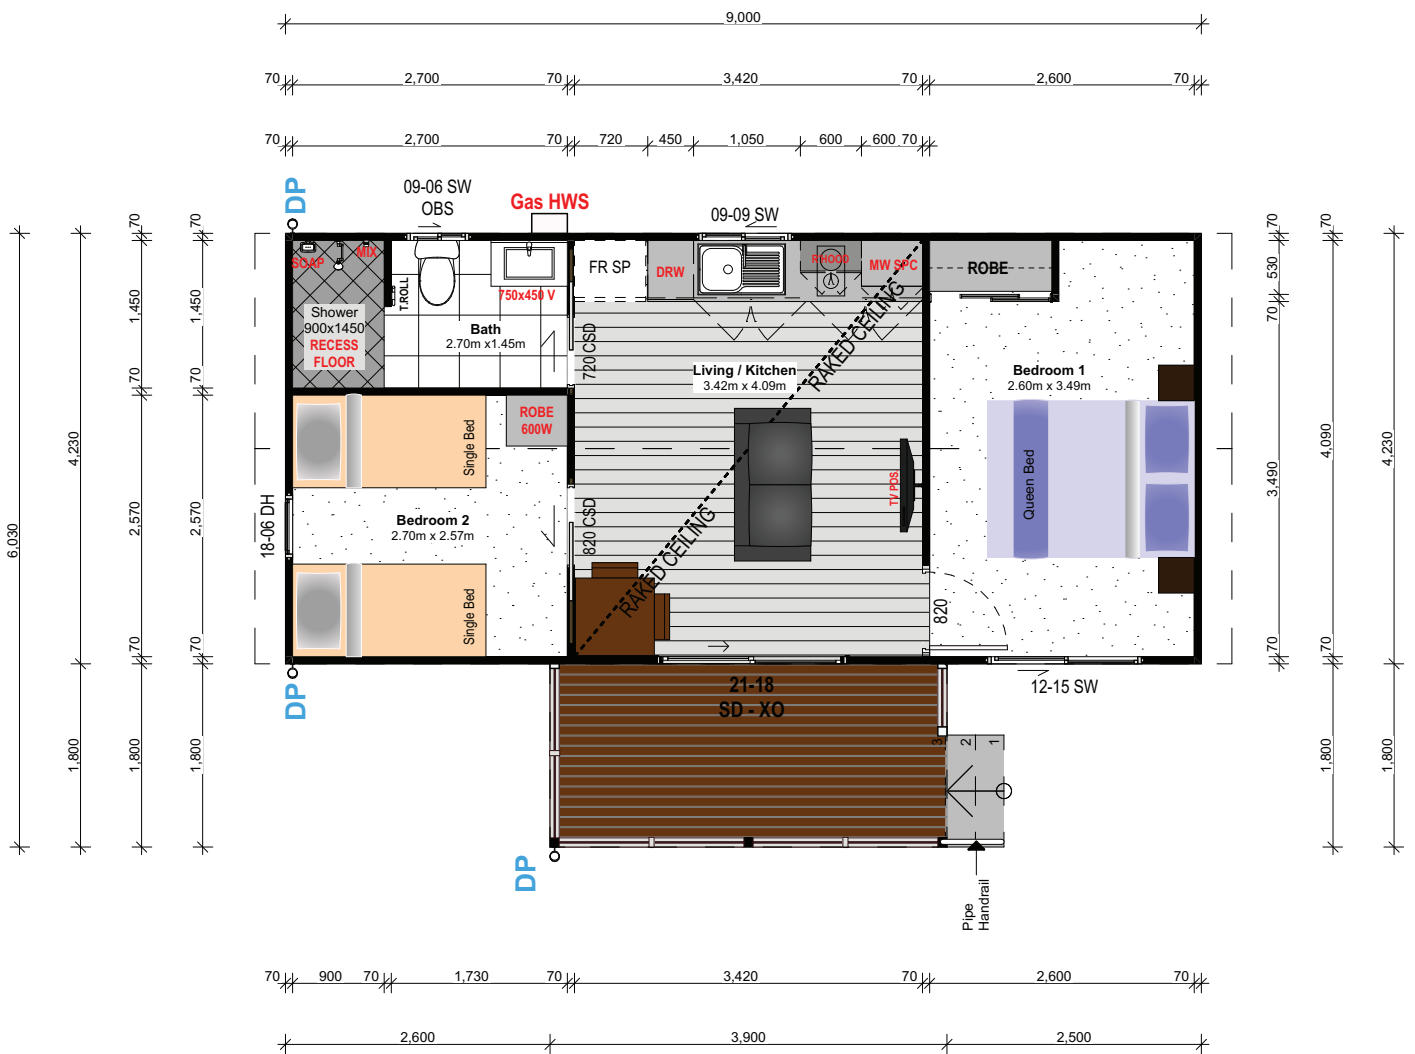 9,000
70 2,700 70 3,420 70 2,600 70
70 2,700 70 720 450 1,050 600 600 70
DP
09-06 SW
OBS
Gas HWS
09-09 SW
SOAP
MIX
T.ROLL
750x450 V
FR SP
DRW
R/HOOD
MW SPC
ROBE
Shower
900x1450
RECESS
FLOOR
Bath
2.70m x1.45m
720 CSD
Living / Kitchen
3.42m x 4.09m
RAKED CEILING
Bedroom 1
2.60m x 3.49m
Single Bed
ROBE
600W
Queen Bed
TV POS.
18-06 DH
Bedroom 2
2.70m x 2.57m
820 CSD
RAKED CEILING
Single Bed
820
DP
21-18
SD - XO
12-15 SW
3 2 1
DP
Pipe
Handrail
6,030
4,230
1,800
70
1,450
70
2,570
70
1,800
70
1,450
70
2,570
70
1,800
70
530
70
3,490
70
70
4,090
70
1,800
4,230
1,800
70 900 70 1,730 70 3,420 70 2,600 70
2,600 3,900 2,500